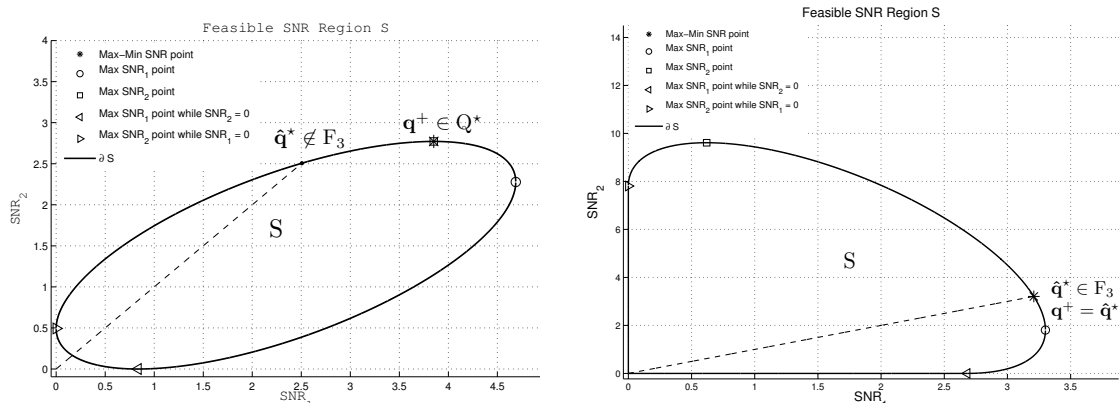 Feasible SNR Region S
4
3.5
3
2.5
2
1.5
1
0.5
0
SNR2
Max−Min SNR point
Max SNR1 point
Max SNR2 point
Max SNR1 point while SNR2 = 0
Max SNR2 point while SNR1 = 0
∂ S
q̂⋆ ∉ F3
q+ ∈ Q⋆
S
0 0.5 1 1.5 2 2.5 3 3.5 4 4.5
SNR1
Feasible SNR Region S
14
12
10
8
6
4
2
0
SNR2
Max−Min SNR point
Max SNR1 point
Max SNR2 point
Max SNR1 point while SNR2 = 0
Max SNR2 point while SNR1 = 0
∂ S
S
q̂⋆ ∈ F3
q+ = q̂⋆
0 0.5 1 1.5 2 2.5 3 3.5
SNR1